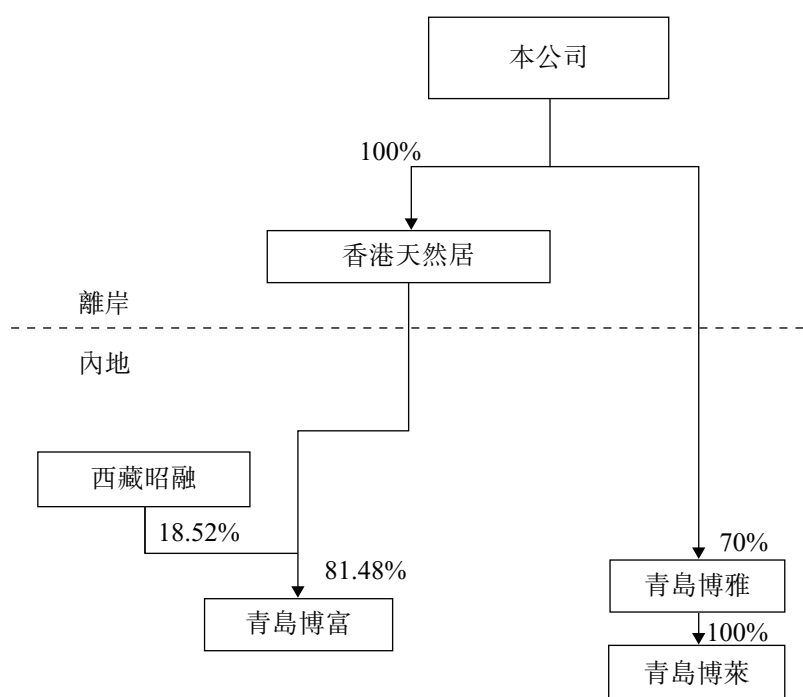 本公司
100%
香港天然居
離岸
內地
西藏昭融
18.52%
81.48%
70%
青島博雅
青島博富
100%
青島博萊